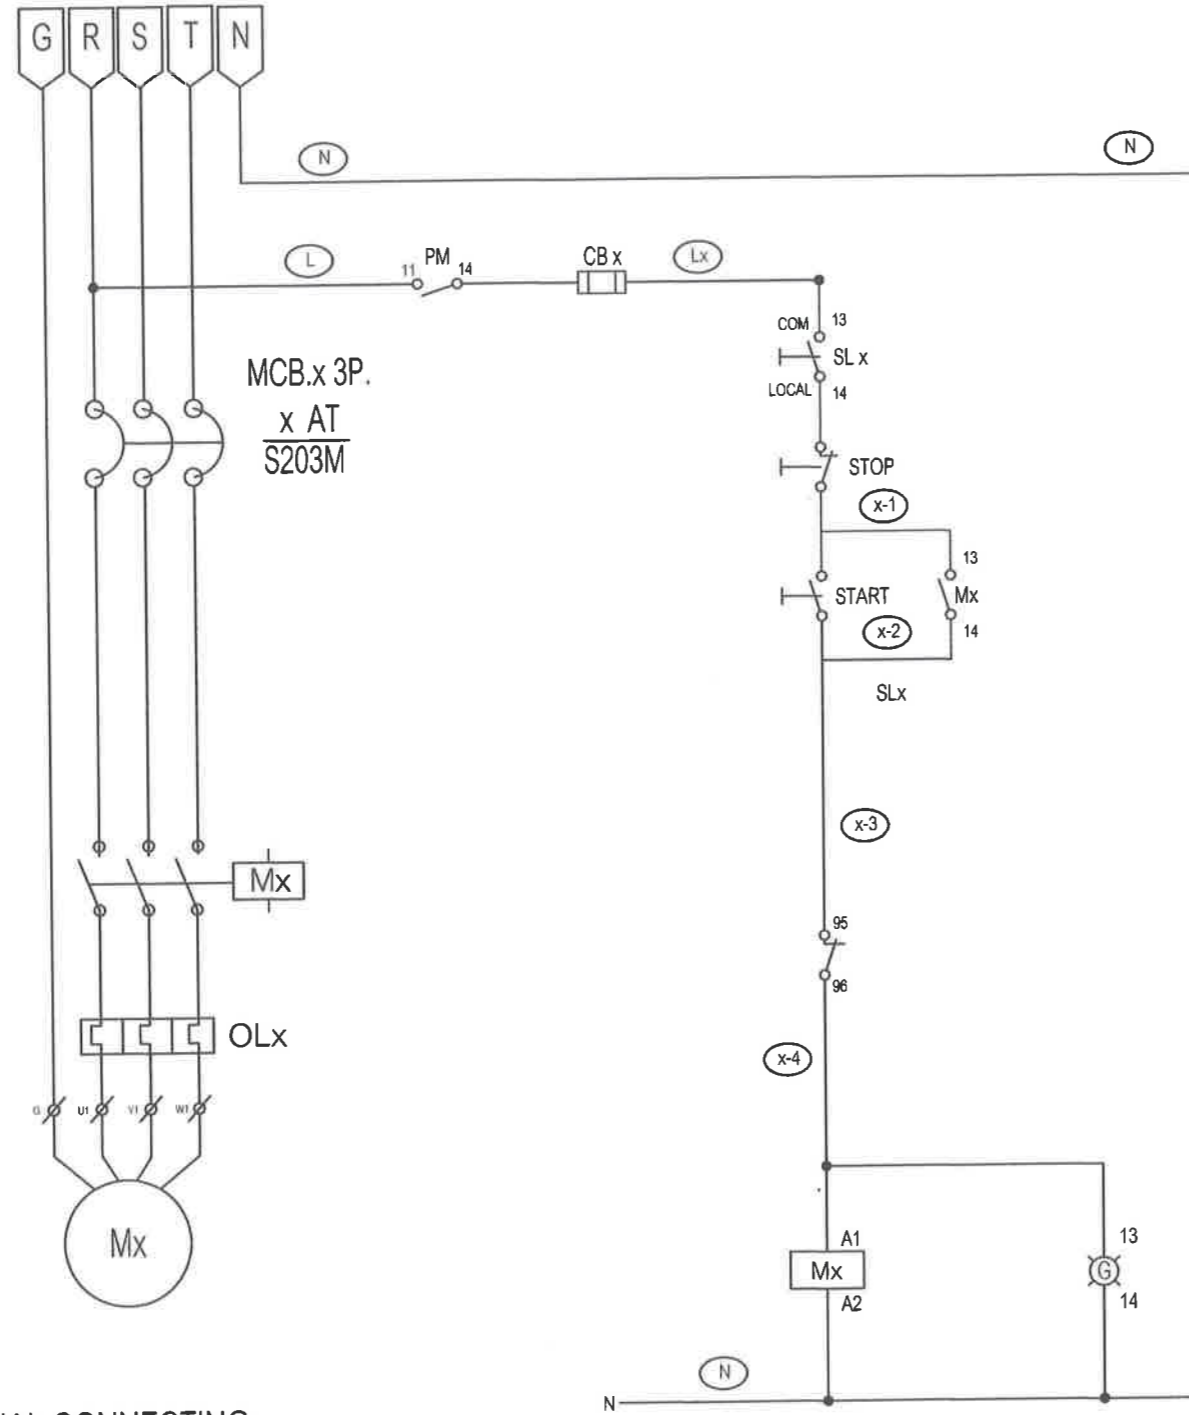 G R S T N
N
N
L
11 PM 14
CB x
Lx
COM 13
SL x
LOCAL 14
MCB.x 3P.
x AT
S203M
STOP
x-1
13
START
Mx
x-2
14
SLx
x-3
Mx
95
96
OLx
x-4
G U1 V1 W1
Mx
A1
Mx
A2
13
G
14
N
N
CONNECTING